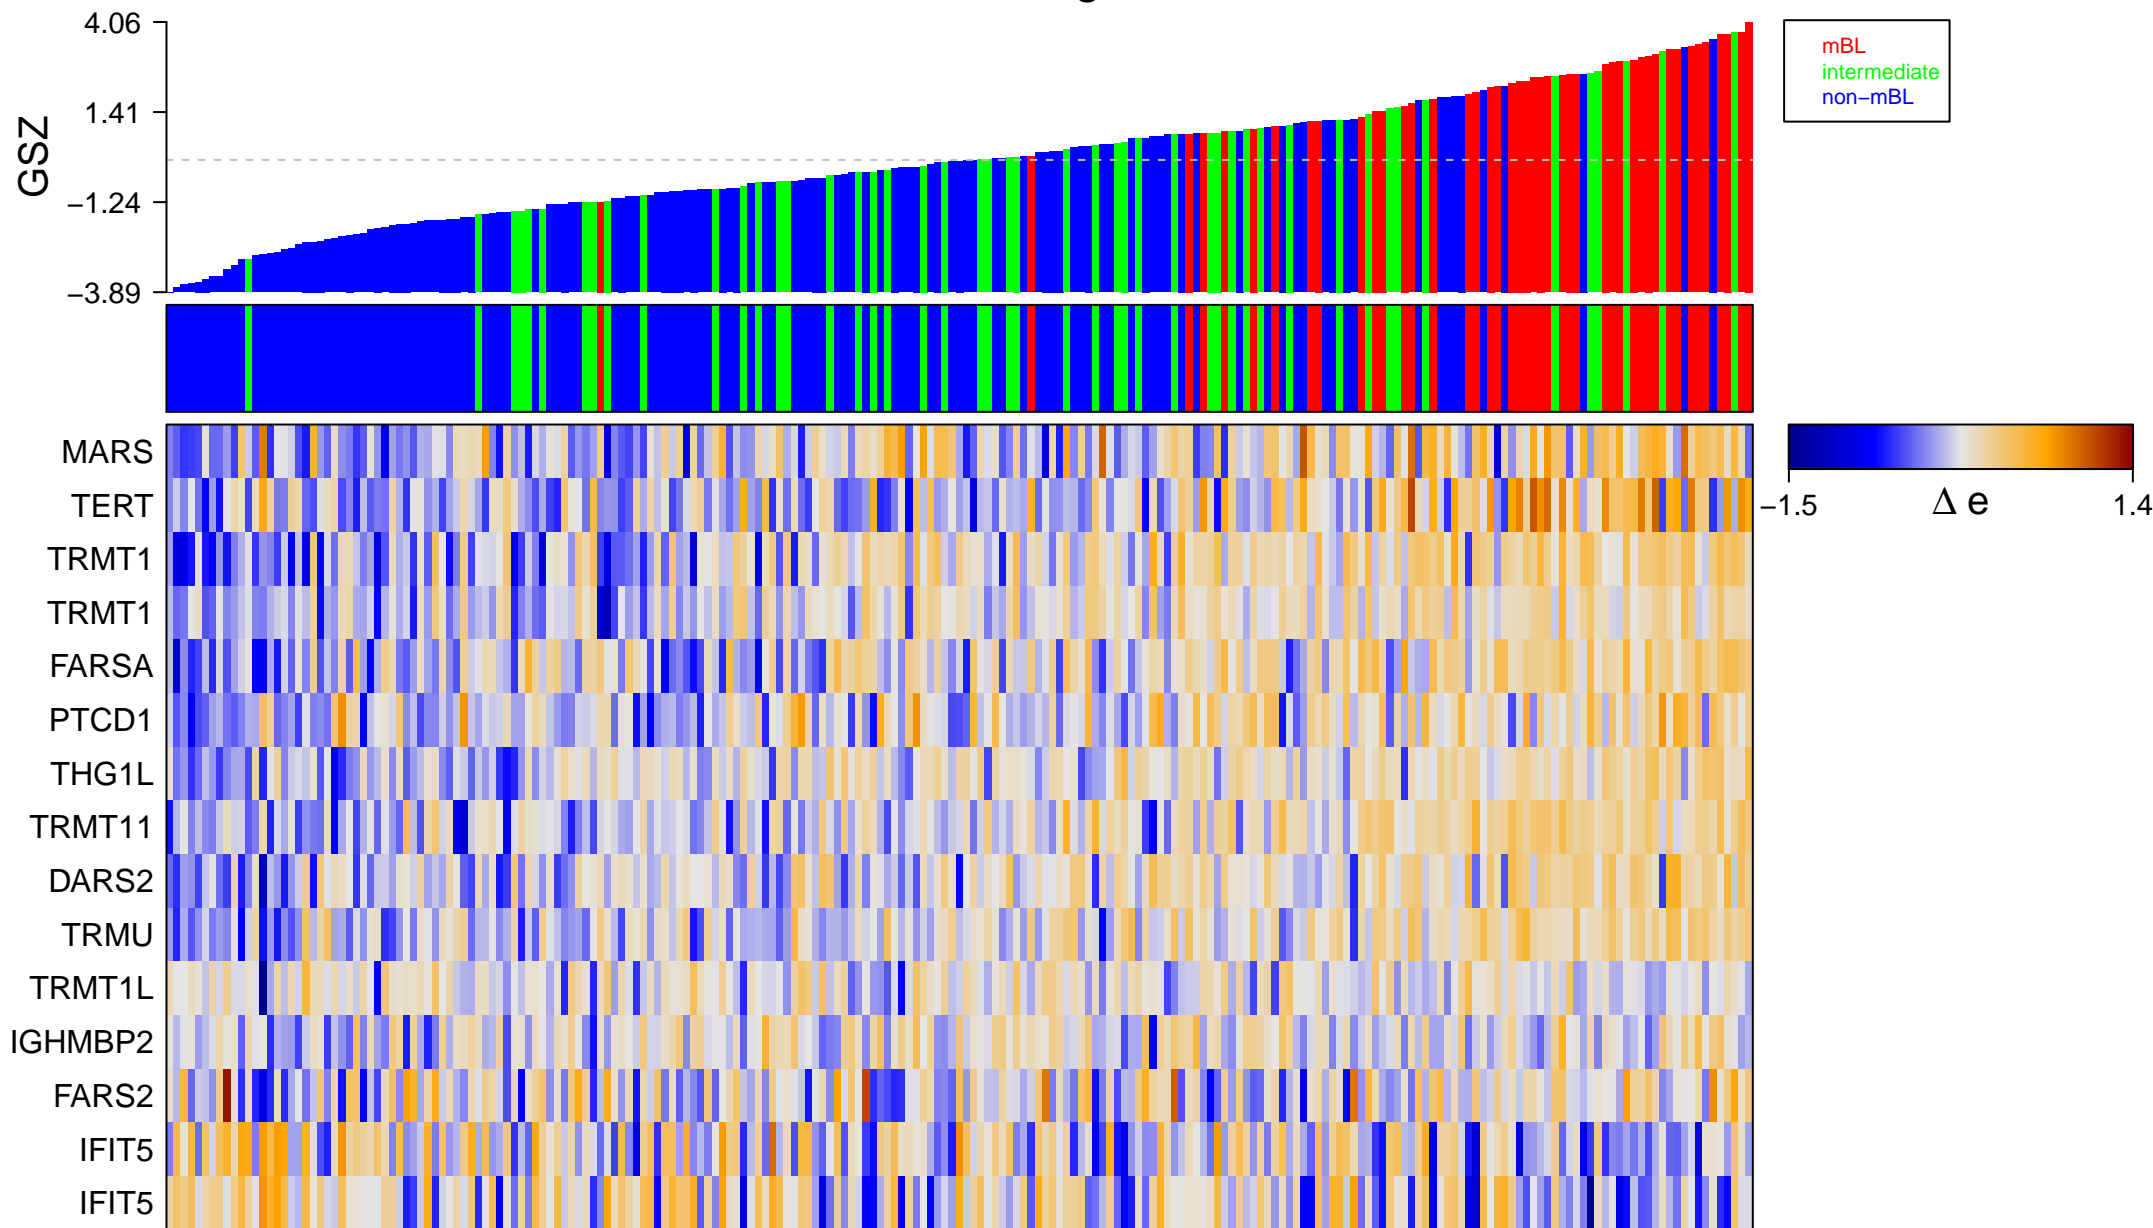 4.06
1.41
−1.24
−3.89
GSZ
mBL
intermediate
non−mBL
MARS
TERT
TRMT1
TRMT1
FARSA
PTCD1
THG1L
TRMT11
DARS2
TRMU
TRMT1L
IGHMBP2
FARS2
IFIT5
IFIT5
−1.5
Δ e
1.4